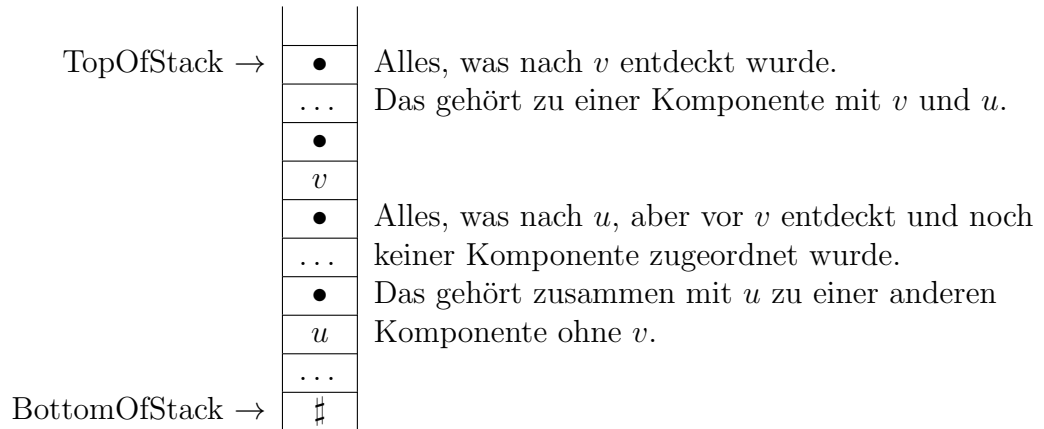 TopOfStack → • Alles, was nach v entdeckt wurde.
... Das gehört zu einer Komponente mit v und u.
•
v
• Alles, was nach u, aber vor v entdeckt und noch
... keiner Komponente zugeordnet wurde.
• Das gehört zusammen mit u zu einer anderen
u Komponente ohne v.
...
BottomOfStack → ♯